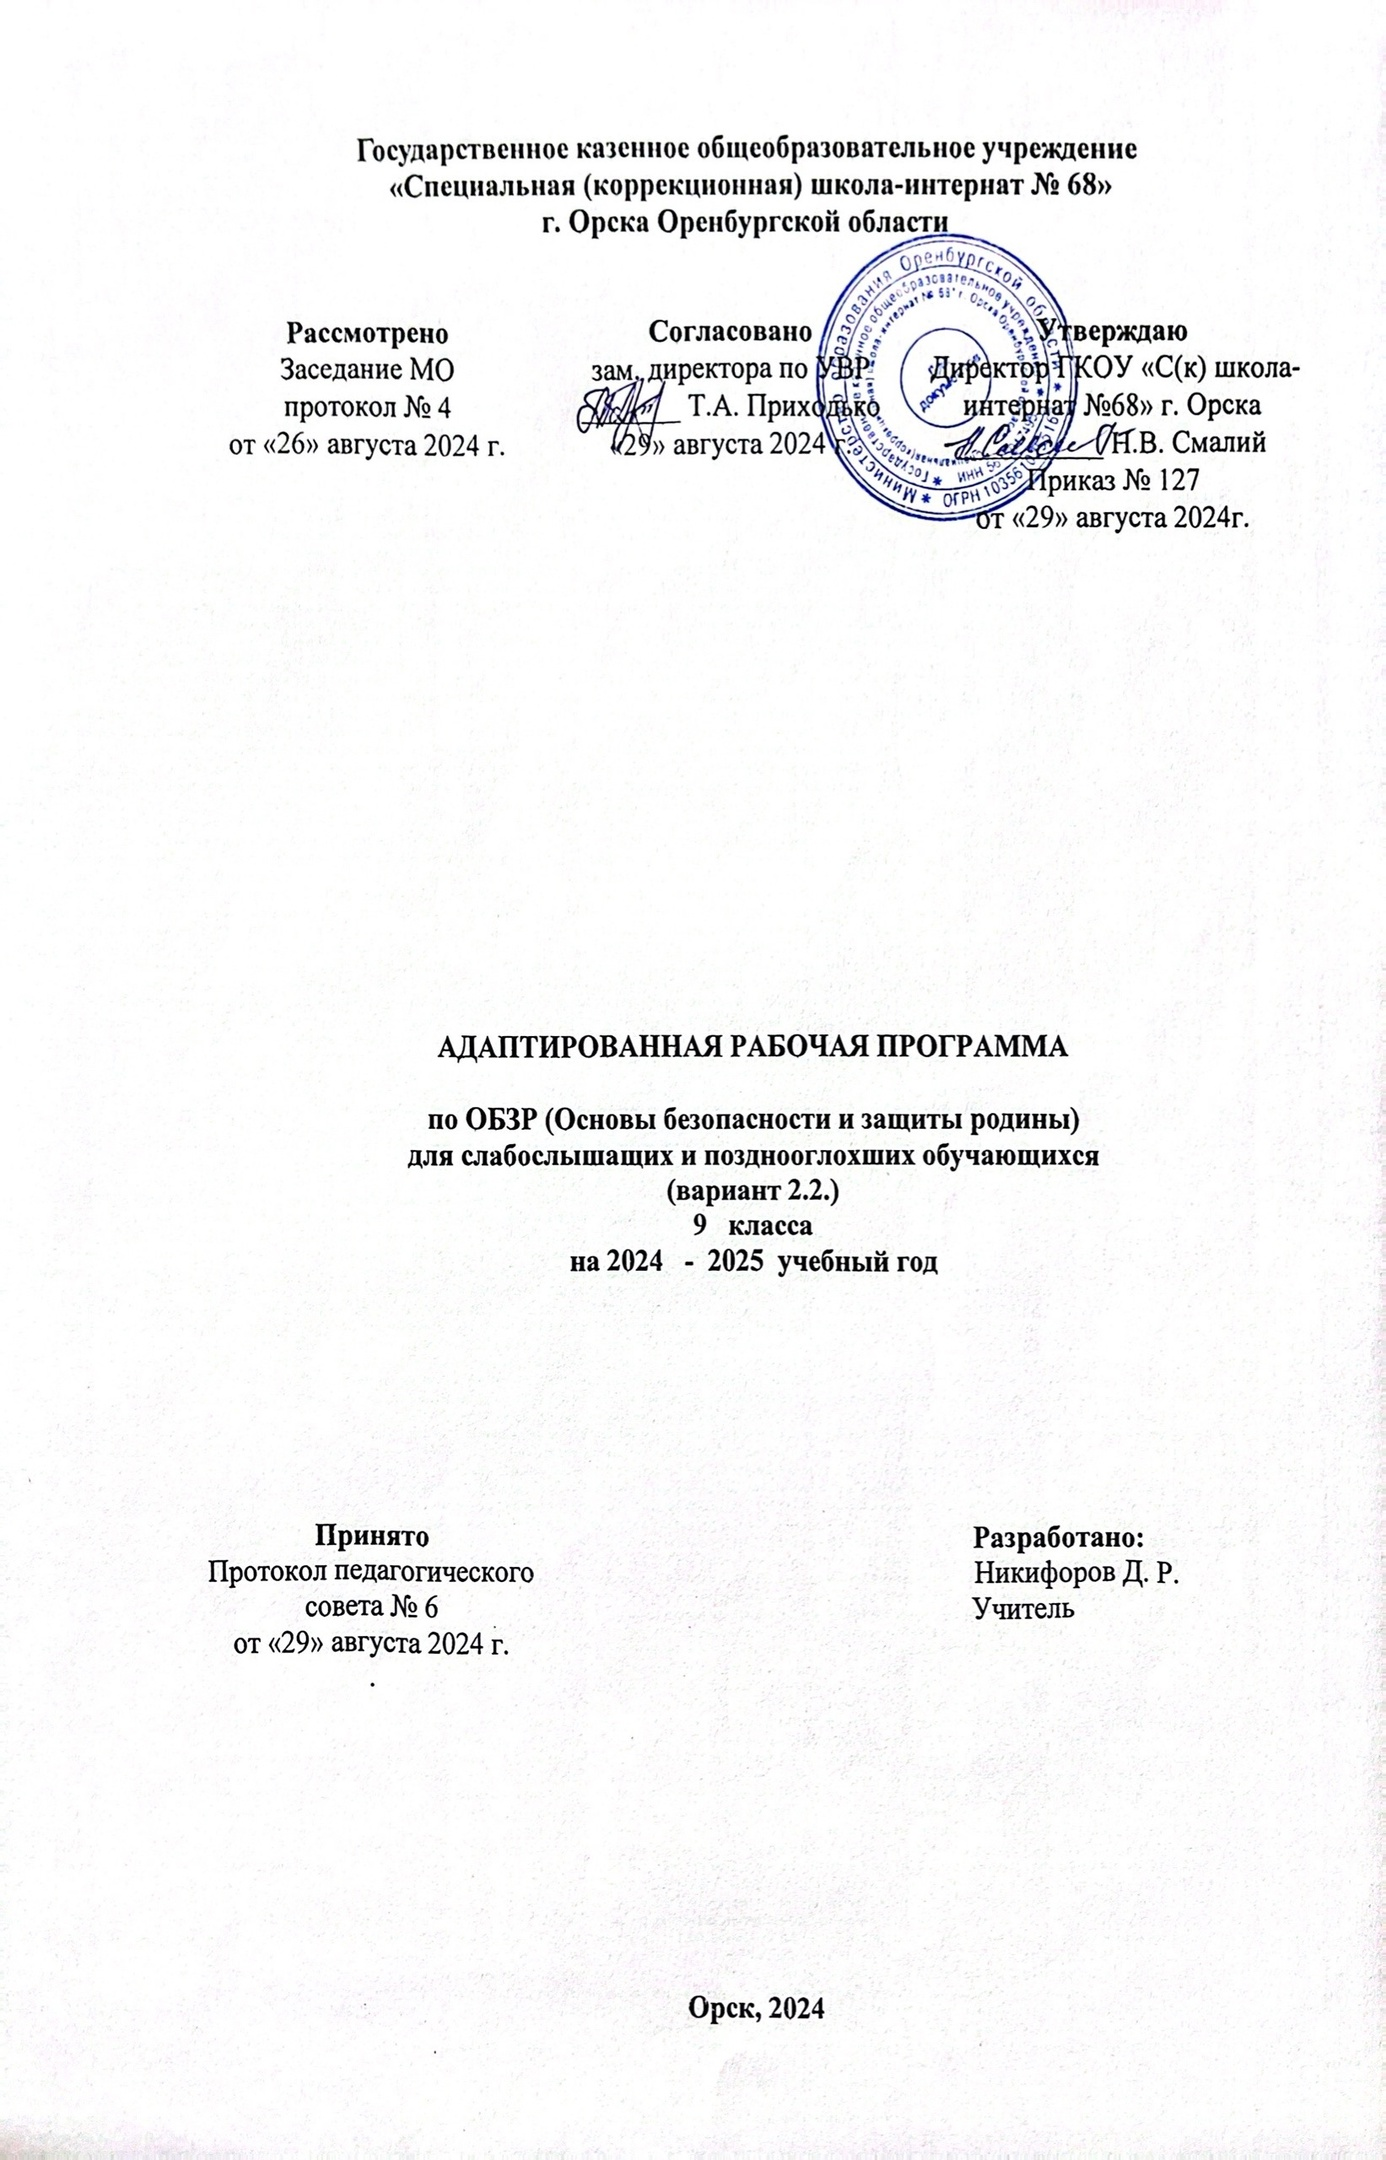 Государственное казенное общеобразовательное учреждение
«Специальная (коррекционная) школа-интернат № 68»
г. Орска Оренбургской области
Рассмотрено
Заседание МО
протокол № 4
от «26» августа 2024 г.
Согласовано
зам. директора по УВР
Т.А. Приходько
«29» августа 2024 г.
Утверждаю
Директор ГКОУ «С(к) школа-
интернат №68» г. Орска
Н.В. Смалий
Приказ № 127
от «29» августа 2024г.
АДАПТИРОВАННАЯ РАБОЧАЯ ПРОГРАММА
по ОБЗР (Основы безопасности и защиты родины)
для слабослышащих и позднооглохших обучающихся
(вариант 2.2.)
9 класса
на 2024 - 2025 учебный год
Принято
Протокол педагогического
совета № 6
от «29» августа 2024 г.
.
Разработано:
Никифоров Д. Р.
Учитель
Орск, 2024